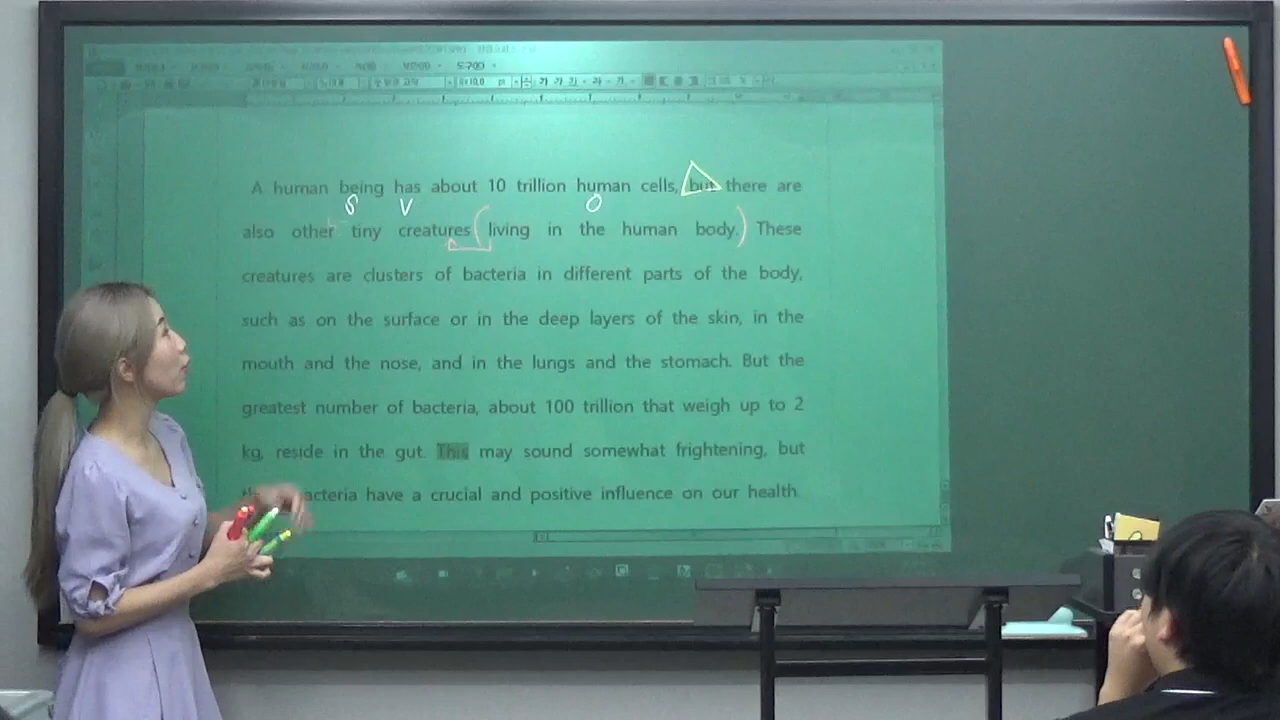 A human being has about 10 trillion human cells, but there are
S V O
also other tiny creatures (living in the human body.) These
creatures are clusters of bacteria in different parts of the body,
such as on the surface or in the deep layers of the skin, in the
mouth and the nose, and in the lungs and the stomach. But the
greatest number of bacteria, about 100 trillion that weigh up to 2
kg, reside in the gut. This may sound somewhat frightening, but
bacteria have a crucial and positive influence on our health.